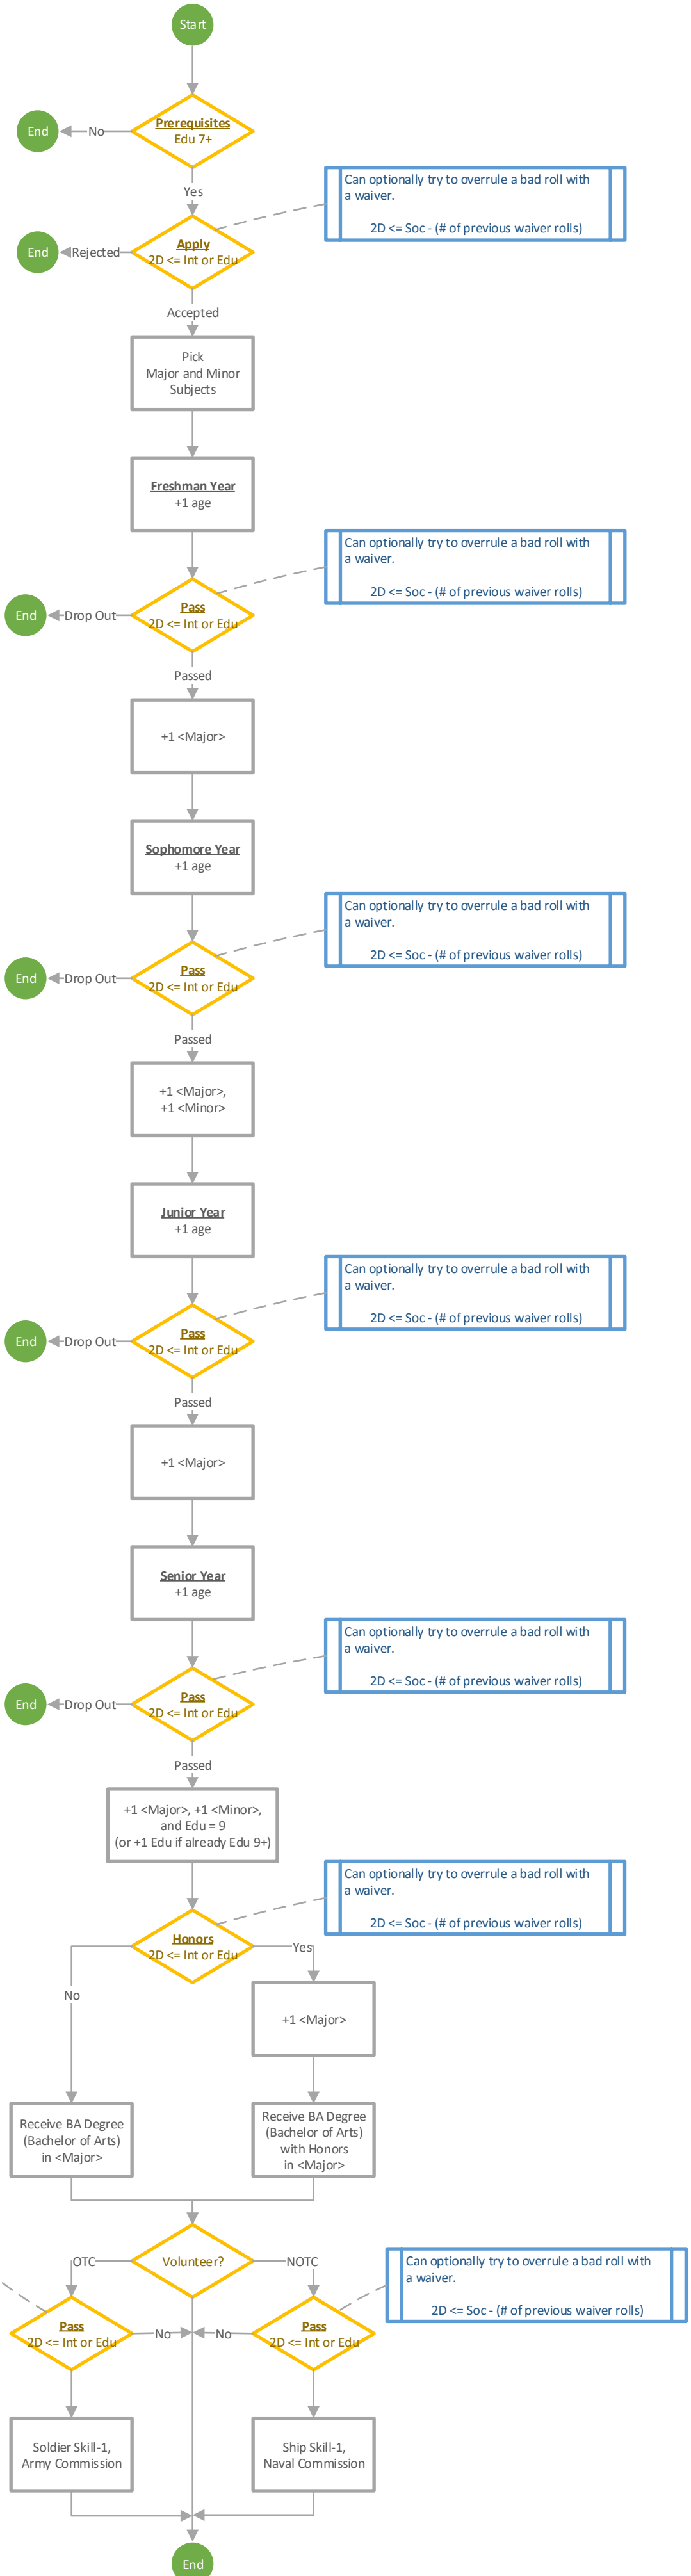 Start
Prerequisites
Edu 7+
End
No
Yes
Can optionally try to overrule a bad roll with
a waiver.
2D <= Soc - (# of previous waiver rolls)
Apply
2D <= Int or Edu
End
Rejected
Accepted
Pick
Major and Minor
Subjects
Freshman Year
+1 age
Can optionally try to overrule a bad roll with
a waiver.
2D <= Soc - (# of previous waiver rolls)
Pass
2D <= Int or Edu
End
Drop Out
Passed
+1 <Major>
Sophomore Year
+1 age
Can optionally try to overrule a bad roll with
a waiver.
2D <= Soc - (# of previous waiver rolls)
Pass
2D <= Int or Edu
End
Drop Out
Passed
+1 <Major>,
+1 <Minor>
Junior Year
+1 age
Can optionally try to overrule a bad roll with
a waiver.
2D <= Soc - (# of previous waiver rolls)
Pass
2D <= Int or Edu
End
Drop Out
Passed
+1 <Major>
Senior Year
+1 age
Can optionally try to overrule a bad roll with
a waiver.
2D <= Soc - (# of previous waiver rolls)
Pass
2D <= Int or Edu
End
Drop Out
Passed
+1 <Major>, +1 <Minor>,
and Edu = 9
(or +1 Edu if already Edu 9+)
Can optionally try to overrule a bad roll with
a waiver.
2D <= Soc - (# of previous waiver rolls)
Honors
2D <= Int or Edu
Yes
No
+1 <Major>
Receive BA Degree
(Bachelor of Arts)
in <Major>
Receive BA Degree
(Bachelor of Arts)
with Honors
in <Major>
Volunteer?
OTC
NOTC
Can optionally try to overrule a bad roll with
a waiver.
2D <= Soc - (# of previous waiver rolls)
Pass
2D <= Int or Edu
No
No
Pass
2D <= Int or Edu
Soldier Skill-1,
Army Commission
Ship Skill-1,
Naval Commission
End